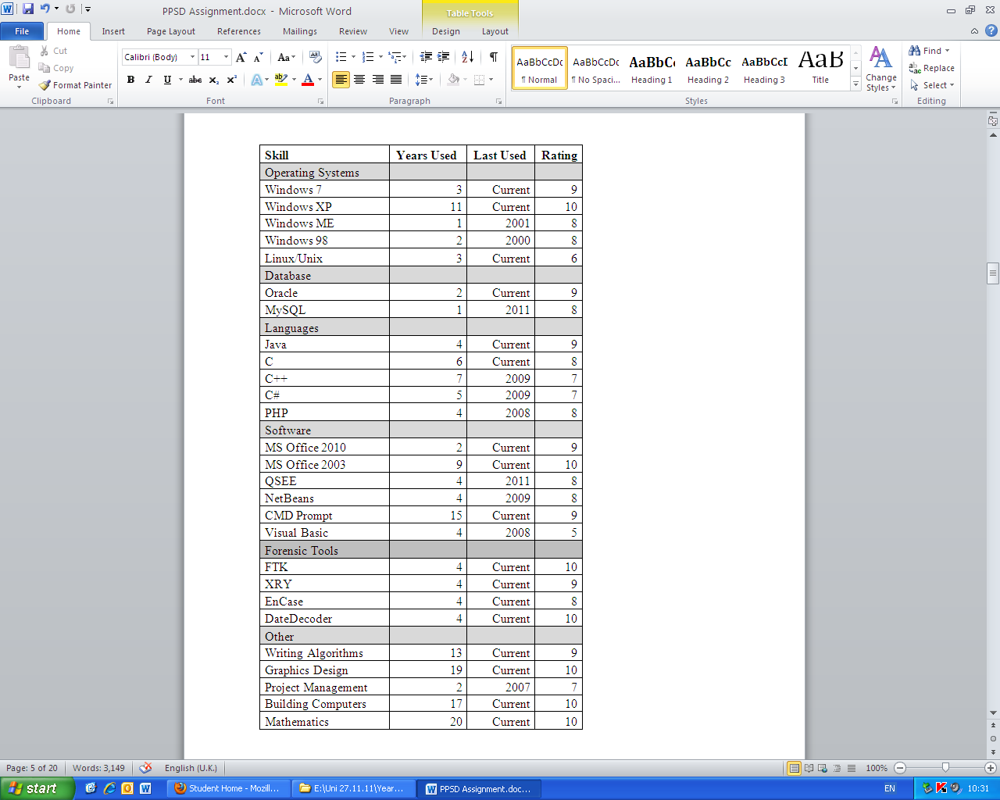 PPSD Assignment.docx - Microsoft Word
Table Tools
File Home Insert Page Layout References Mailings Review View Design Layout
Paste
Cut
Copy
Format Painter
Calibri (Body) 11
AaBbCcDc AaBbCcDc AaBbCc AaBbCc AaBbCcI AaB
¶ Normal ¶ No Spaci... Heading 1 Heading 2 Heading 3 Title
Change Styles
Find
Replace
Select
Clipboard Font Paragraph Styles Editing
Skill Years Used Last Used Rating
Operating Systems
Windows 7 3 Current 9
Windows XP 11 Current 10
Windows ME 1 2001 8
Windows 98 2 2000 8
Linux/Unix 3 Current 6
Database
Oracle 2 Current 9
MySQL 1 2011 8
Languages
Java 4 Current 9
C 6 Current 8
C++ 7 2009 7
C# 5 2009 7
PHP 4 2008 8
Software
MS Office 2010 2 Current 9
MS Office 2003 9 Current 10
QSEE 4 2011 8
NetBeans 4 2009 8
CMD Prompt 15 Current 9
Visual Basic 4 2008 5
Forensic Tools
FTK 4 Current 10
XRY 4 Current 9
EnCase 4 Current 8
DateDecoder 4 Current 10
Other
Writing Algorithms 13 Current 9
Graphics Design 19 Current 10
Project Management 2 2007 7
Building Computers 17 Current 10
Mathematics 20 Current 10
Page: 5 of 20 Words: 3,149 English (U.K.) 100%
start Student Home - Mozill... E:\Uni 27.11.11\Year... PPSD Assignment.doc... EN 10:31